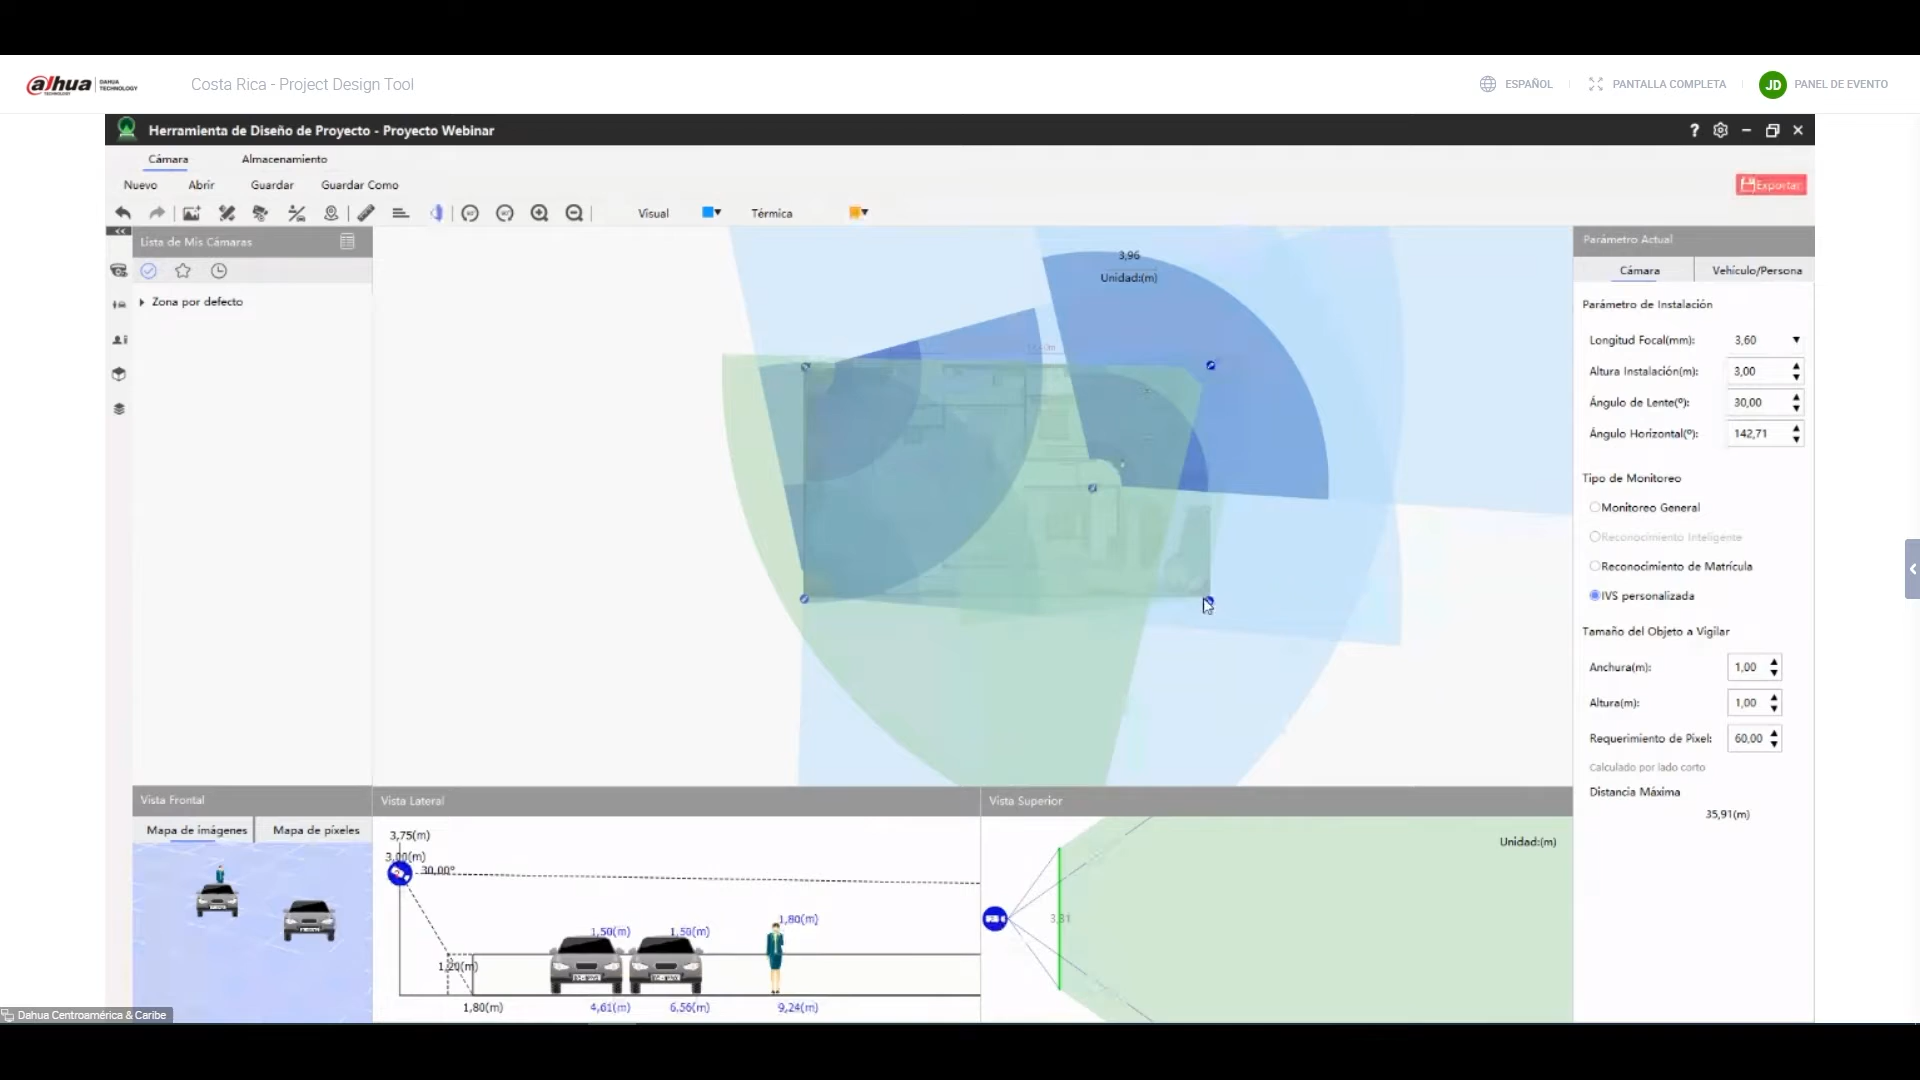 alhua DAHUA TECHNOLOGY
TECHNOLOGY
Costa Rica - Project Design Tool
ESPAÑOL
PANTALLA COMPLETA
JD
PANEL DE EVENTO
Herramienta de Diseño de Proyecto - Proyecto Webinar
Cámara
Almacenamiento
Nuevo
Abrir
Guardar
Guardar Como
Exportar
Visual
Térmica
Lista de Mis Cámaras
Zona por defecto
3,96
Unidad:(m)
Parámetro Actual
Cámara
Vehículo/Persona
Parámetro de Instalación
Longitud Focal(mm): 3,60
Altura Instalación(m): 3,00
Ángulo de Lente(º): 30,00
Ángulo Horizontal(º): 142,71
Tipo de Monitoreo
Monitoreo General
Reconocimiento Inteligente
Reconocimiento de Matrícula
IVS personalizada
Tamaño del Objeto a Vigilar
Anchura(m): 1,00
Altura(m): 1,00
Requerimiento de Pixel: 60,00
Calculado por lado corto
Distancia Máxima
35,91(m)
Vista Frontal
Mapa de imágenes
Mapa de píxeles
Vista Lateral
3,75(m)
3,00(m)
30,00°
1,50(m)
1,50(m)
1,80(m)
1,20(m)
1,80(m)
4,61(m)
6,56(m)
9,24(m)
Vista Superior
Unidad:(m)
3,31
Dahua Centroamérica & Caribe